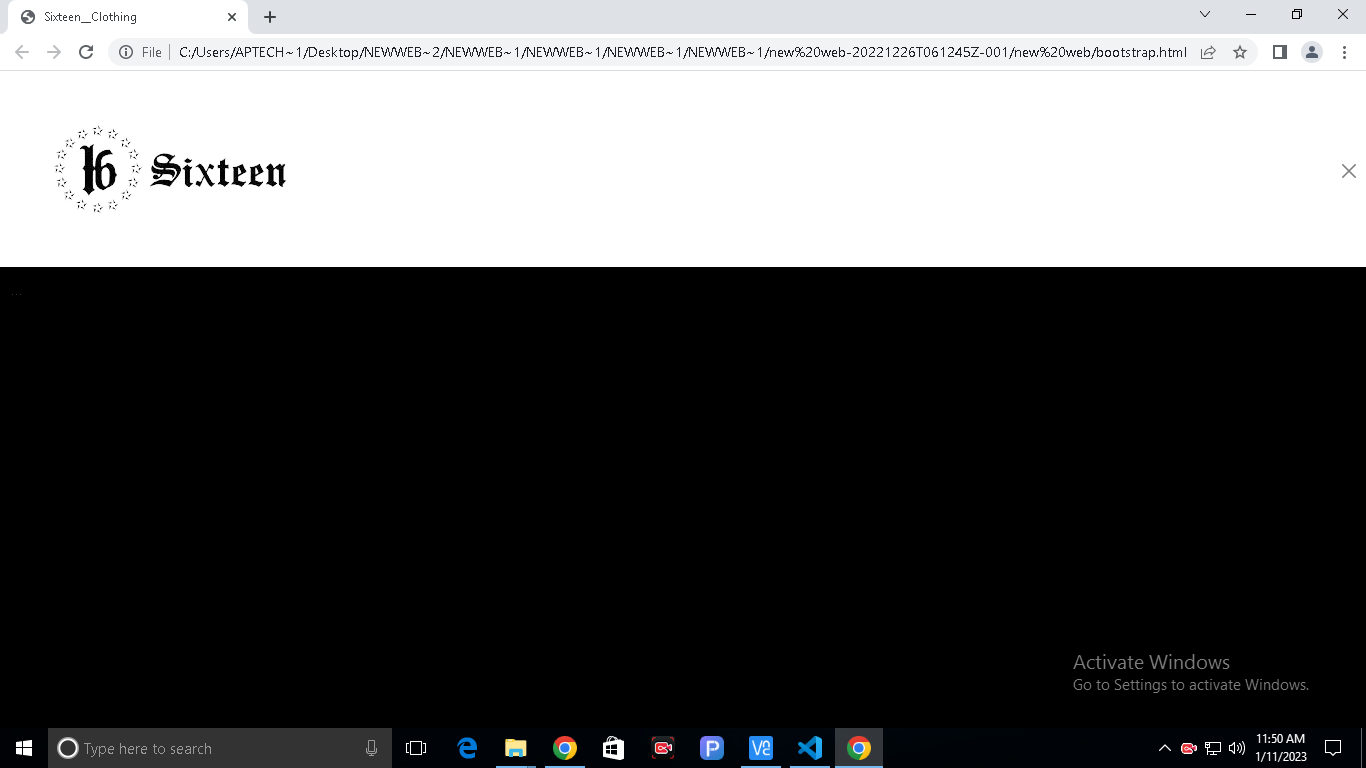 Sixteen__Clothing
File
C:/Users/APTECH~1/Desktop/NEWWEB~2/NEWWEB~1/NEWWEB~1/NEWWEB~1/NEWWEB~1/new%20web-20221226T061245Z-001/new%20web/bootstrap.html
16 Sixteen
...
Activate Windows
Go to Settings to activate Windows.
Type here to search
11:50 AM
1/11/2023